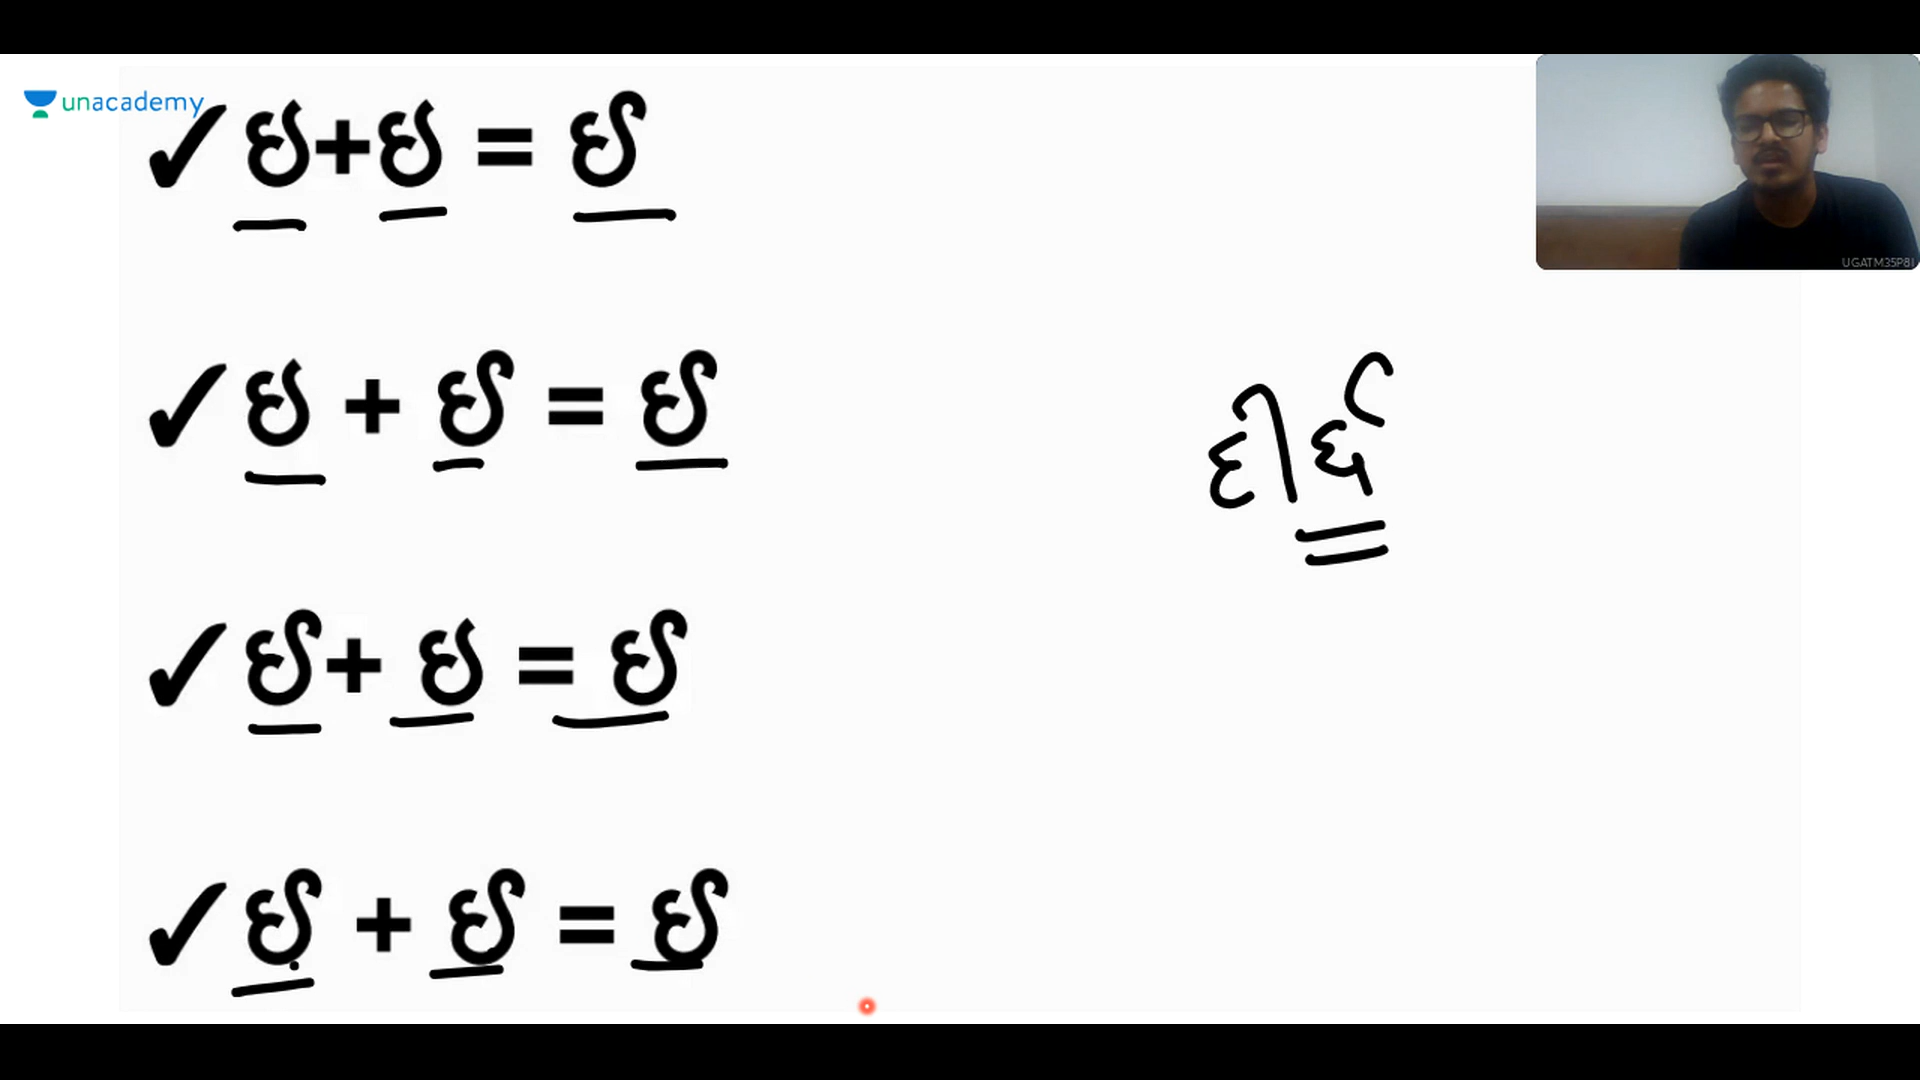 unacademy
✓ ଇ+ଇ = ଈ
✓ ଇ + ଈ = ଈ
ଦୀର୍ଘ
✓ ଈ+ ଇ = ଈ
✓ ଈ + ଈ = ଈ
UGATM35P8I